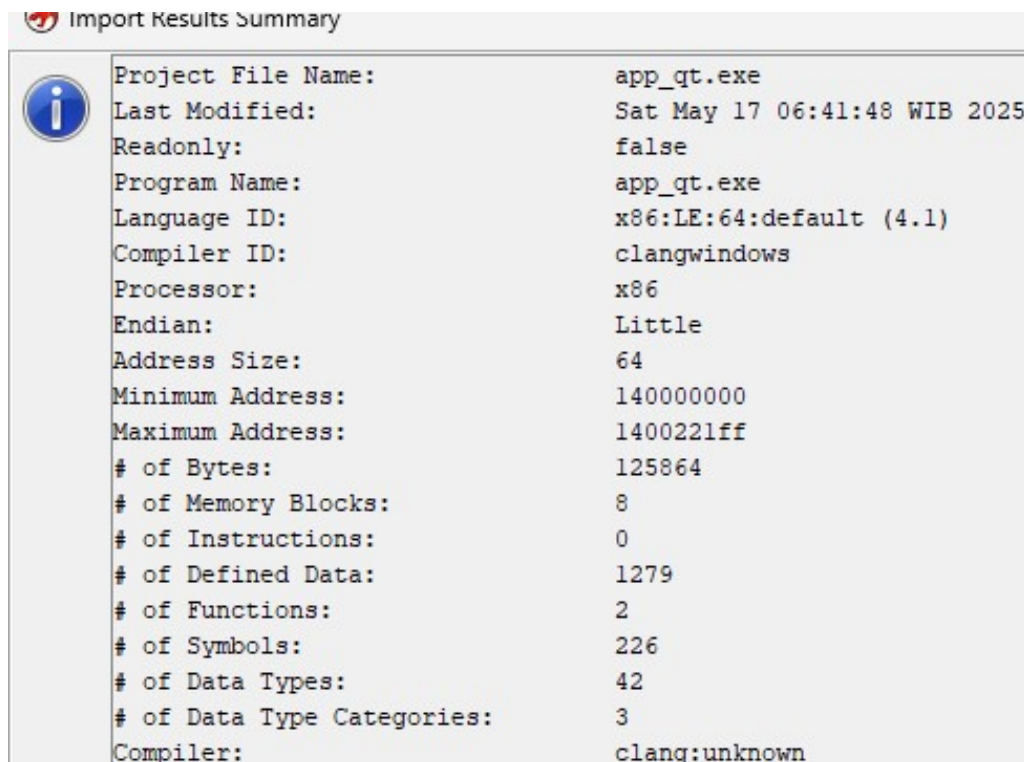 Import Results Summary
Project File Name: app_qt.exe
Last Modified: Sat May 17 06:41:48 WIB 2025
Readonly: false
Program Name: app_qt.exe
Language ID: x86:LE:64:default (4.1)
Compiler ID: clangwindows
Processor: x86
Endian: Little
Address Size: 64
Minimum Address: 140000000
Maximum Address: 1400221ff
# of Bytes: 125864
# of Memory Blocks: 8
# of Instructions: 0
# of Defined Data: 1279
# of Functions: 2
# of Symbols: 226
# of Data Types: 42
# of Data Type Categories: 3
Compiler: clang:unknown